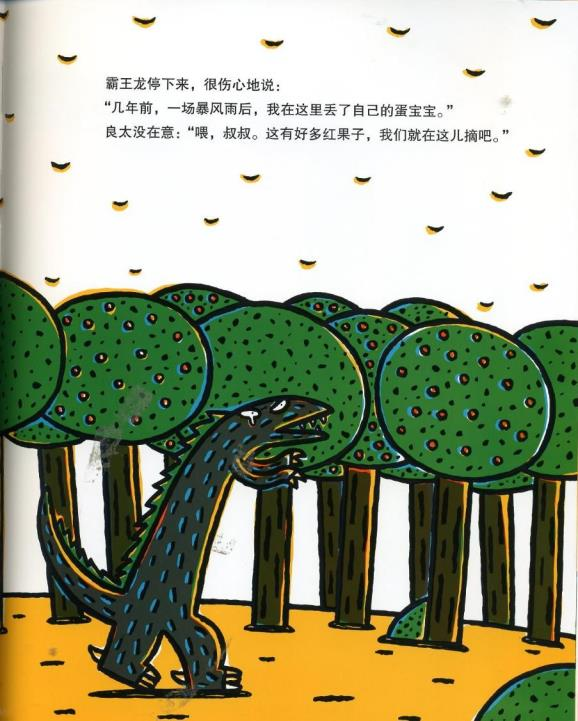 霸王龙停下来，很伤心地说：
“几年前，一场暴风雨后，我在这里丢了自己的蛋宝宝。”
良太没在意：“喂，叔叔。这有好多红果子，我们就在这儿摘吧。”